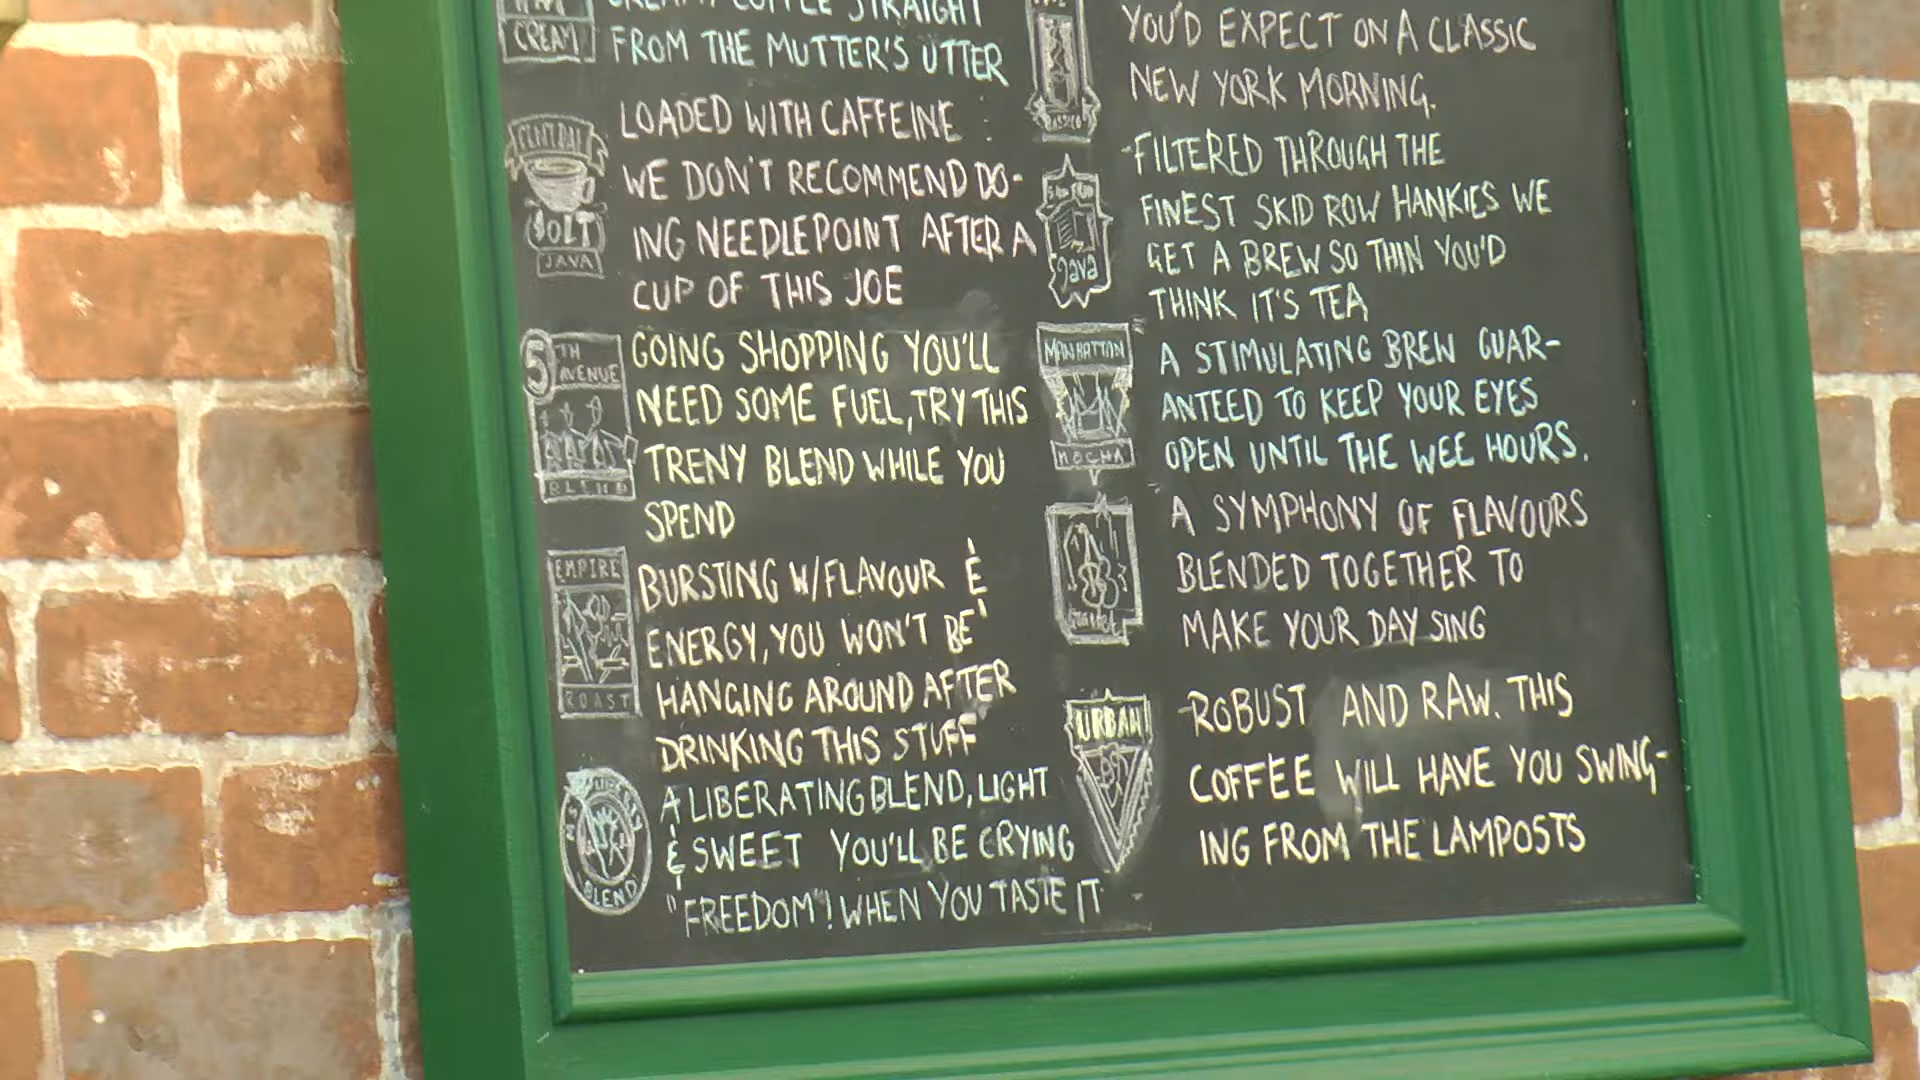 CREAM
CREAMY COFFEE STRAIGHT
FROM THE MUTTER'S UTTER
CENTRAL
JOLT
JAVA
LOADED WITH CAFFEINE
WE DON'T RECOMMEND DO-
ING NEEDLEPOINT AFTER A
CUP OF THIS JOE
5TH
AVENUE
BLEND
GOING SHOPPING YOU'LL
NEED SOME FUEL, TRY THIS
TRENY BLEND WHILE YOU
SPEND
EMPIRE
ROAST
BURSTING W/FLAVOUR &
ENERGY, YOU WON'T BE
HANGING AROUND AFTER
DRINKING THIS STUFF
BLEND
A LIBERATING BLEND, LIGHT
& SWEET YOU'LL BE CRYING
"FREEDOM"! WHEN YOU TASTE IT
YOU'D EXPECT ON A CLASSIC
NEW YORK MORNING.
Java
-FILTERED THROUGH THE
FINEST SKID ROW HANKIES WE
GET A BREW SO THIN YOU'D
THINK IT'S TEA
MANHATTAN
MOCHA
A STIMULATING BREW GUAR-
ANTEED TO KEEP YOUR EYES
OPEN UNTIL THE WEE HOURS.
A SYMPHONY OF FLAVOURS
BLENDED TOGETHER TO
MAKE YOUR DAY SING
URBAN
-ROBUST AND RAW. THIS
COFFEE WILL HAVE YOU SWING-
ING FROM THE LAMPOSTS